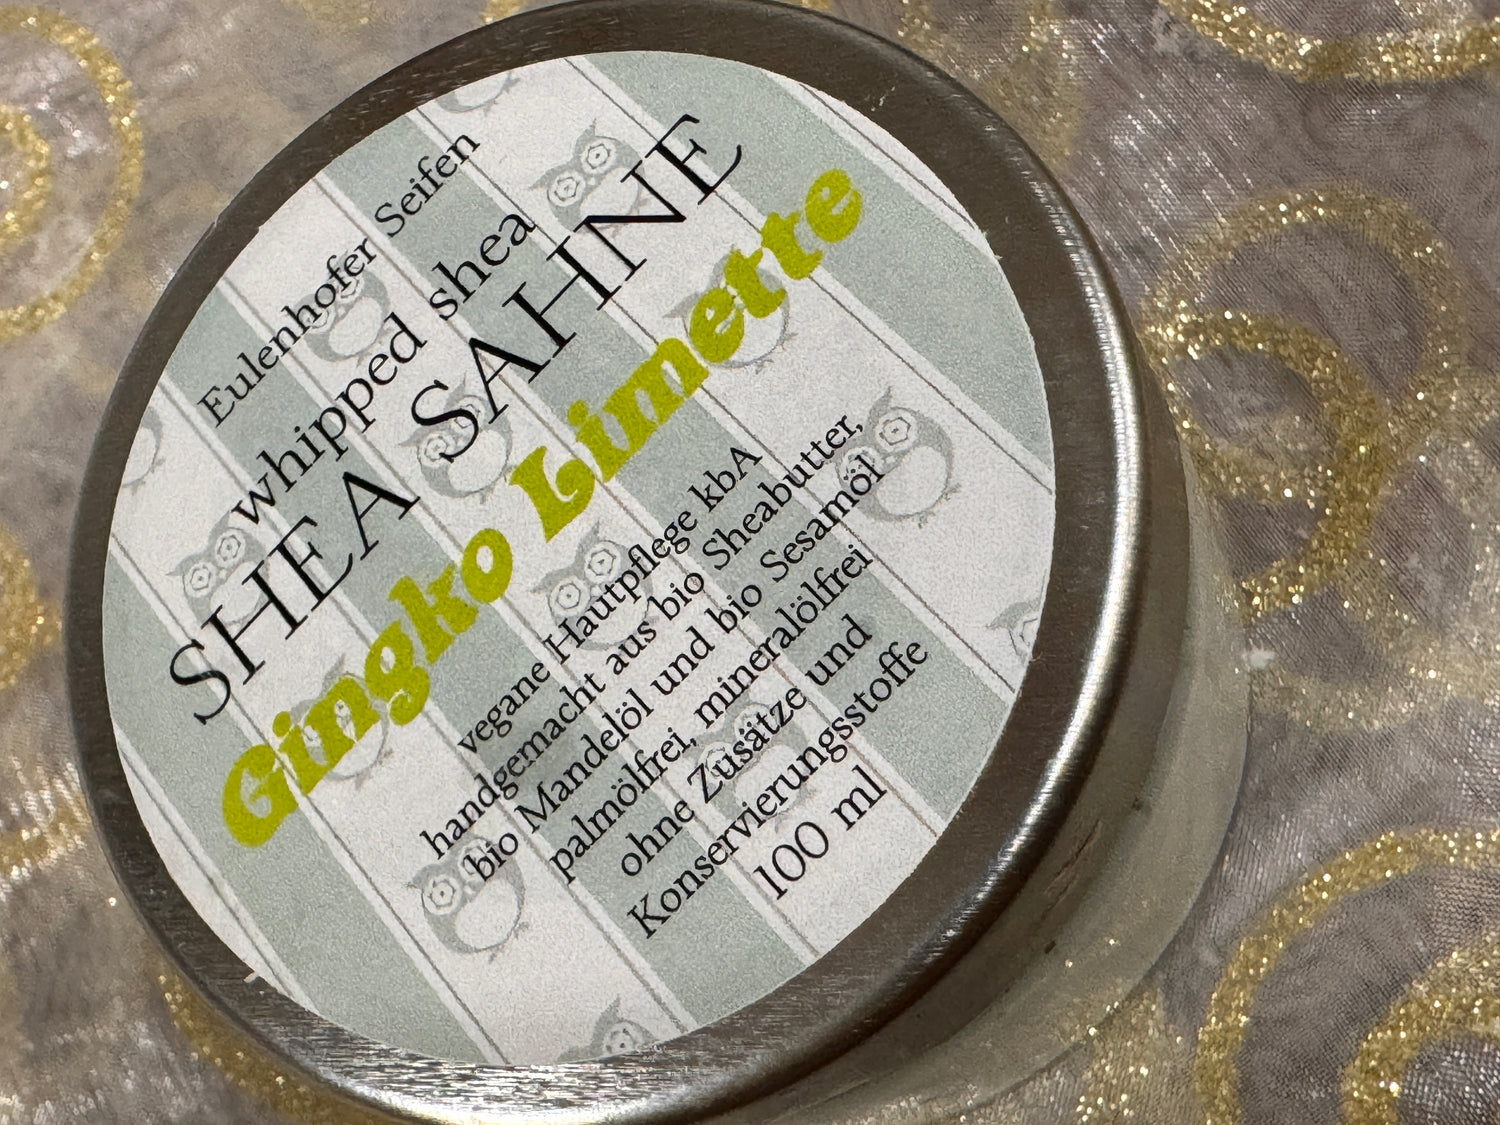 Eulenhofer Seifen
whipped shea
SHEA SAHNE
Gingko Limette
vegane Hautpflege kbA
handgemacht aus bio Sheabutter,
bio Mandelöl und bio Sesamöl
palmölfrei, mineralölfrei
ohne Zusätze und
Konservierungsstoffe
100 ml